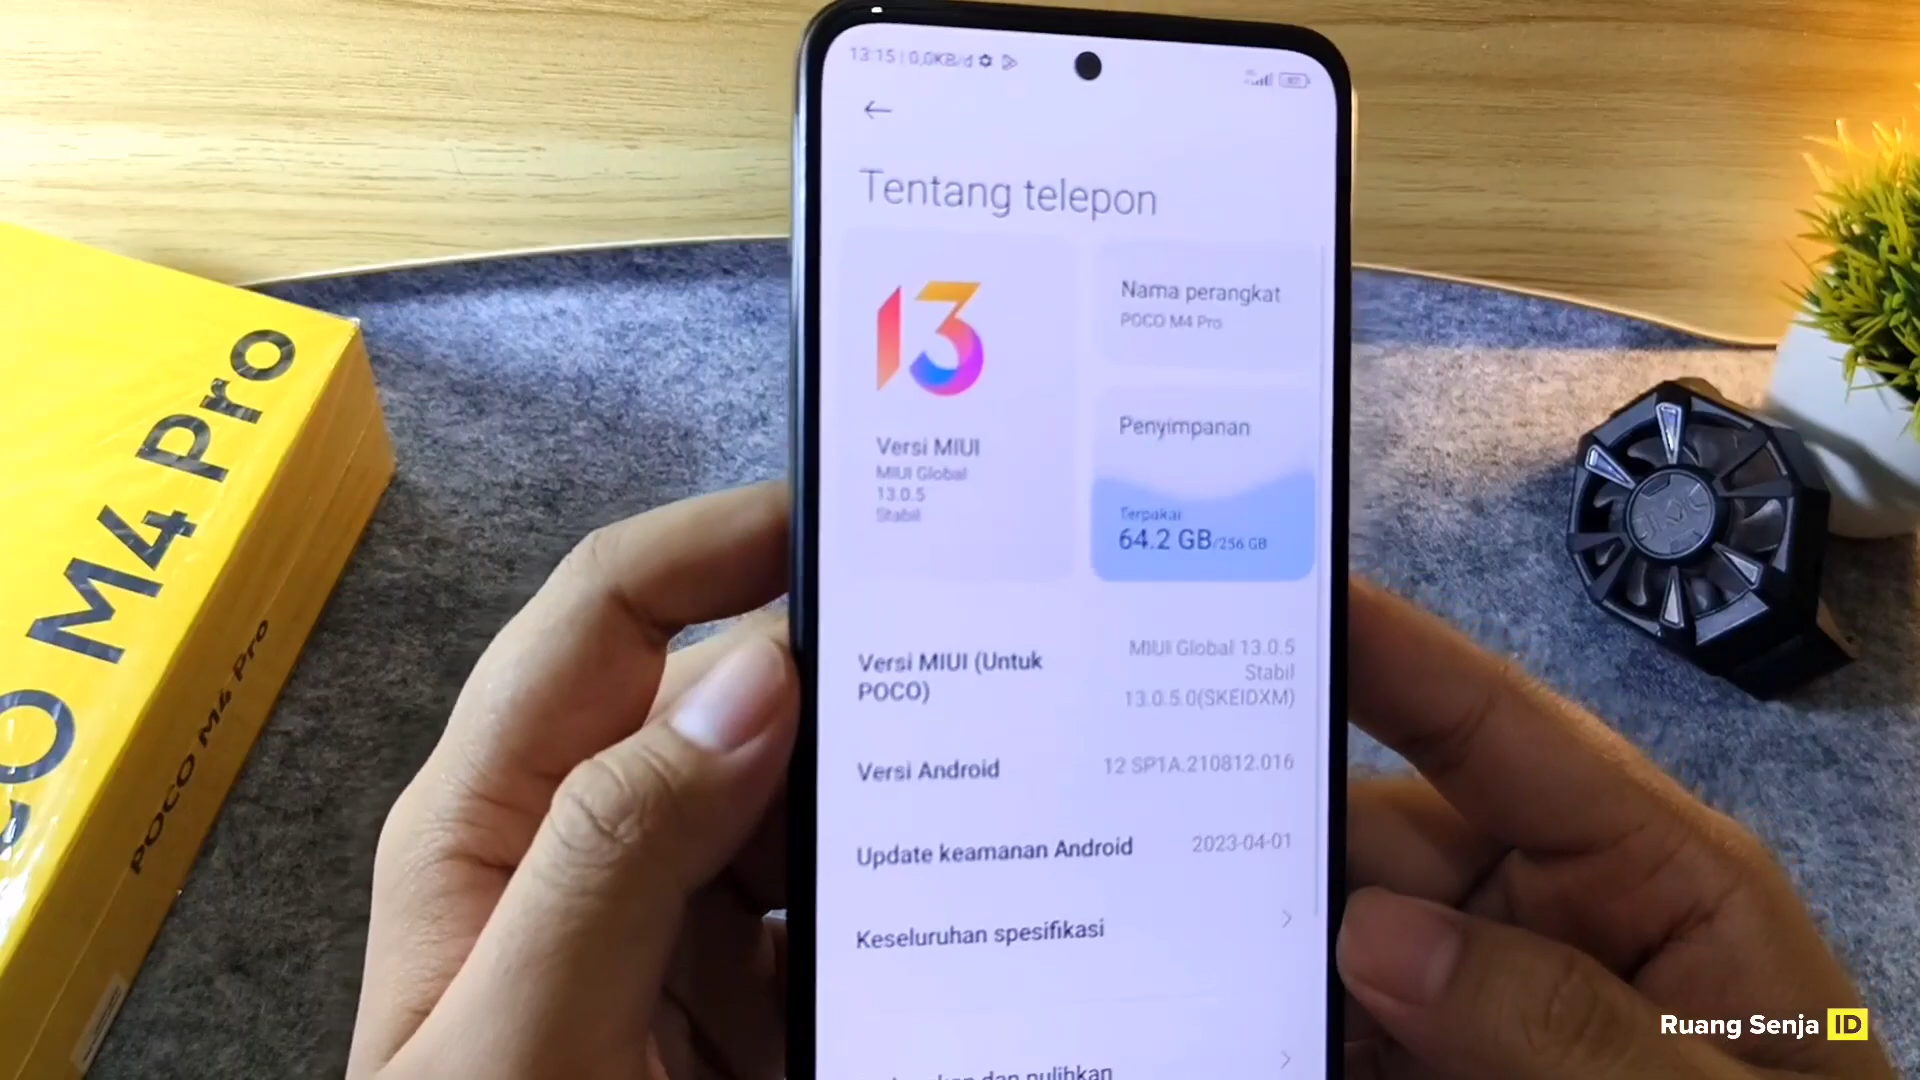 13:15 | 0,0KB/d
Tentang telepon
13
Versi MIUI
MIUI Global
13.0.5
Stabil
Nama perangkat
POCO M4 Pro
Penyimpanan
Terpakai
64.2 GB/256 GB
Versi MIUI (Untuk
POCO)
MIUI Global 13.0.5
Stabil
13.0.5.0(SKEIDXM)
Versi Android
12 SP1A.210812.016
Update keamanan Android
2023-04-01
Keseluruhan spesifikasi
dan pulihkan
CO M4 Pro
POCO M4 Pro
Ruang Senja ID